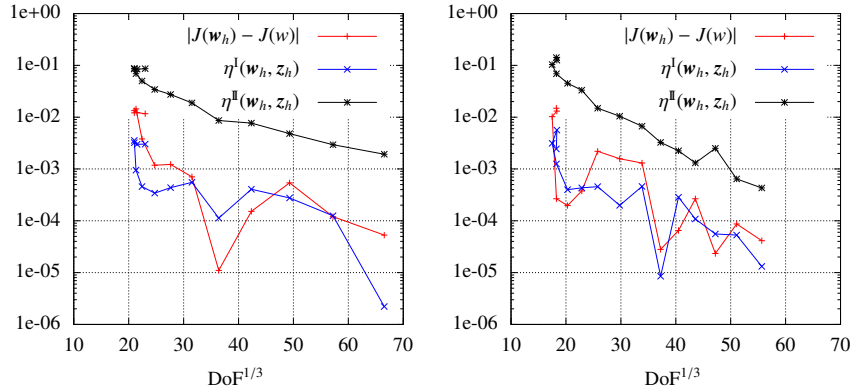 1e+00
1e-01
1e-02
1e-03
1e-04
1e-05
1e-06
10 20 30 40 50 60 70
DoF^{1/3}
|J(w_h) − J(w)|
η^I(w_h, z_h)
η^II(w_h, z_h)
1e+00
1e-01
1e-02
1e-03
1e-04
1e-05
1e-06
10 20 30 40 50 60 70
DoF^{1/3}
|J(w_h) − J(w)|
η^I(w_h, z_h)
η^II(w_h, z_h)